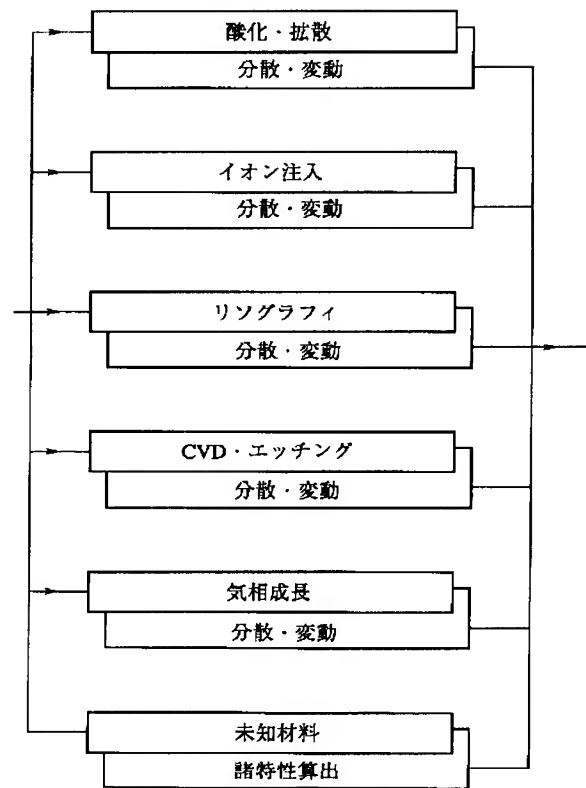 酸化・拡散
分散・変動
イオン注入
分散・変動
リソグラフィ
分散・変動
CVD・エッチング
分散・変動
気相成長
分散・変動
未知材料
諸特性算出